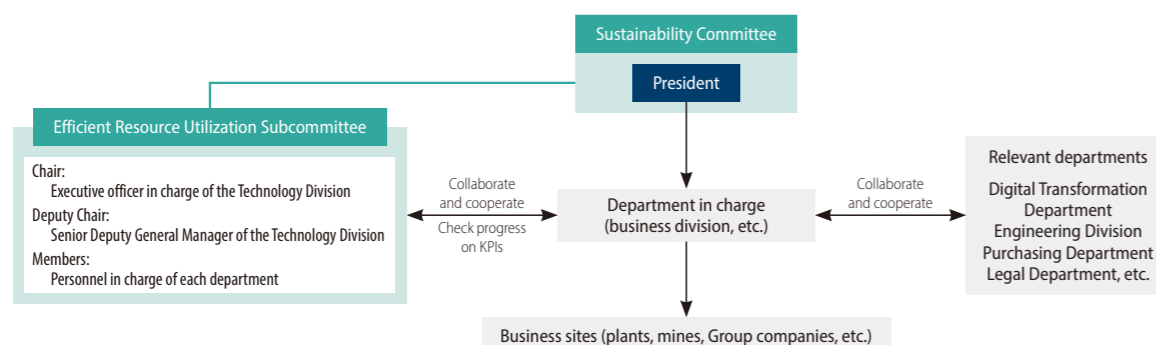 Sustainability Committee
President
Efficient Resource Utilization Subcommittee
Chair:
Executive officer in charge of the Technology Division
Deputy Chair:
Senior Deputy General Manager of the Technology Division
Members:
Personnel in charge of each department
Collaborate
and cooperate
Check progress
on KPIs
Department in charge
(business division, etc.)
Collaborate
and cooperate
Relevant departments
Digital Transformation
Department
Engineering Division
Purchasing Department
Legal Department, etc.
Business sites (plants, mines, Group companies, etc.)